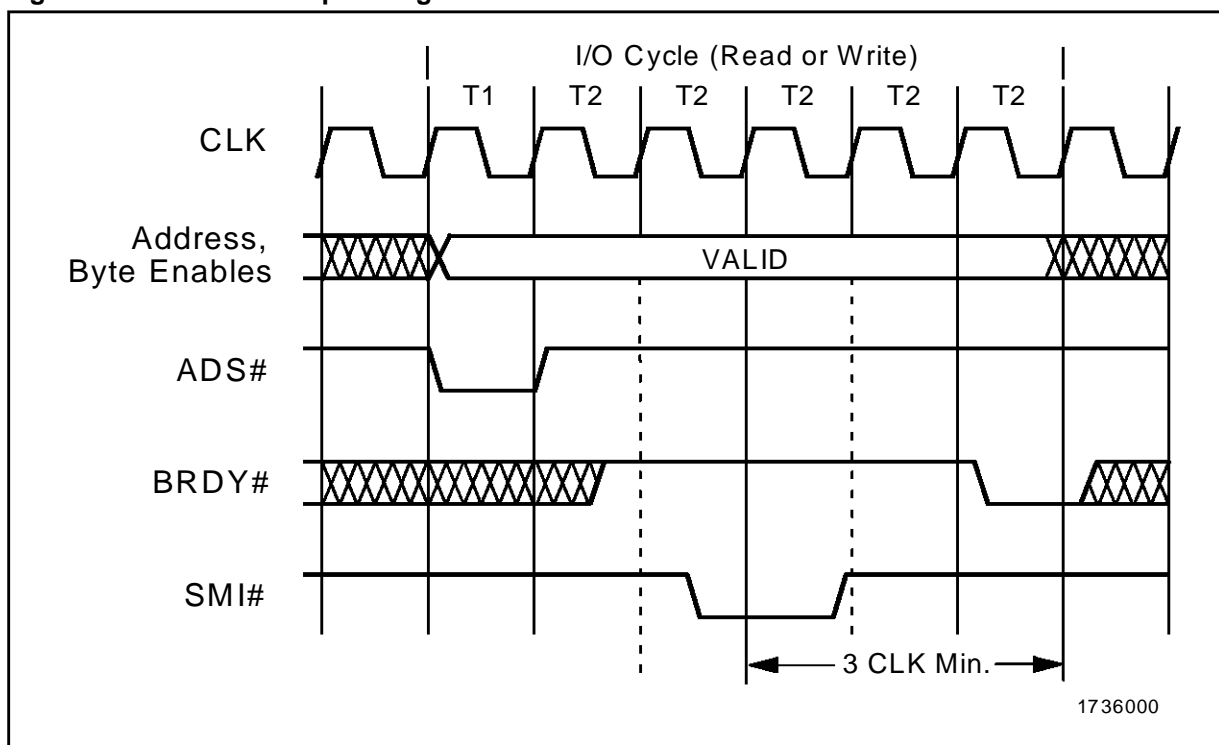 I/O Cycle (Read or Write)
T1 T2 T2 T2 T2 T2
CLK
Address,
Byte Enables
VALID
ADS#
BRDY#
SMI#
3 CLK Min.
1736000